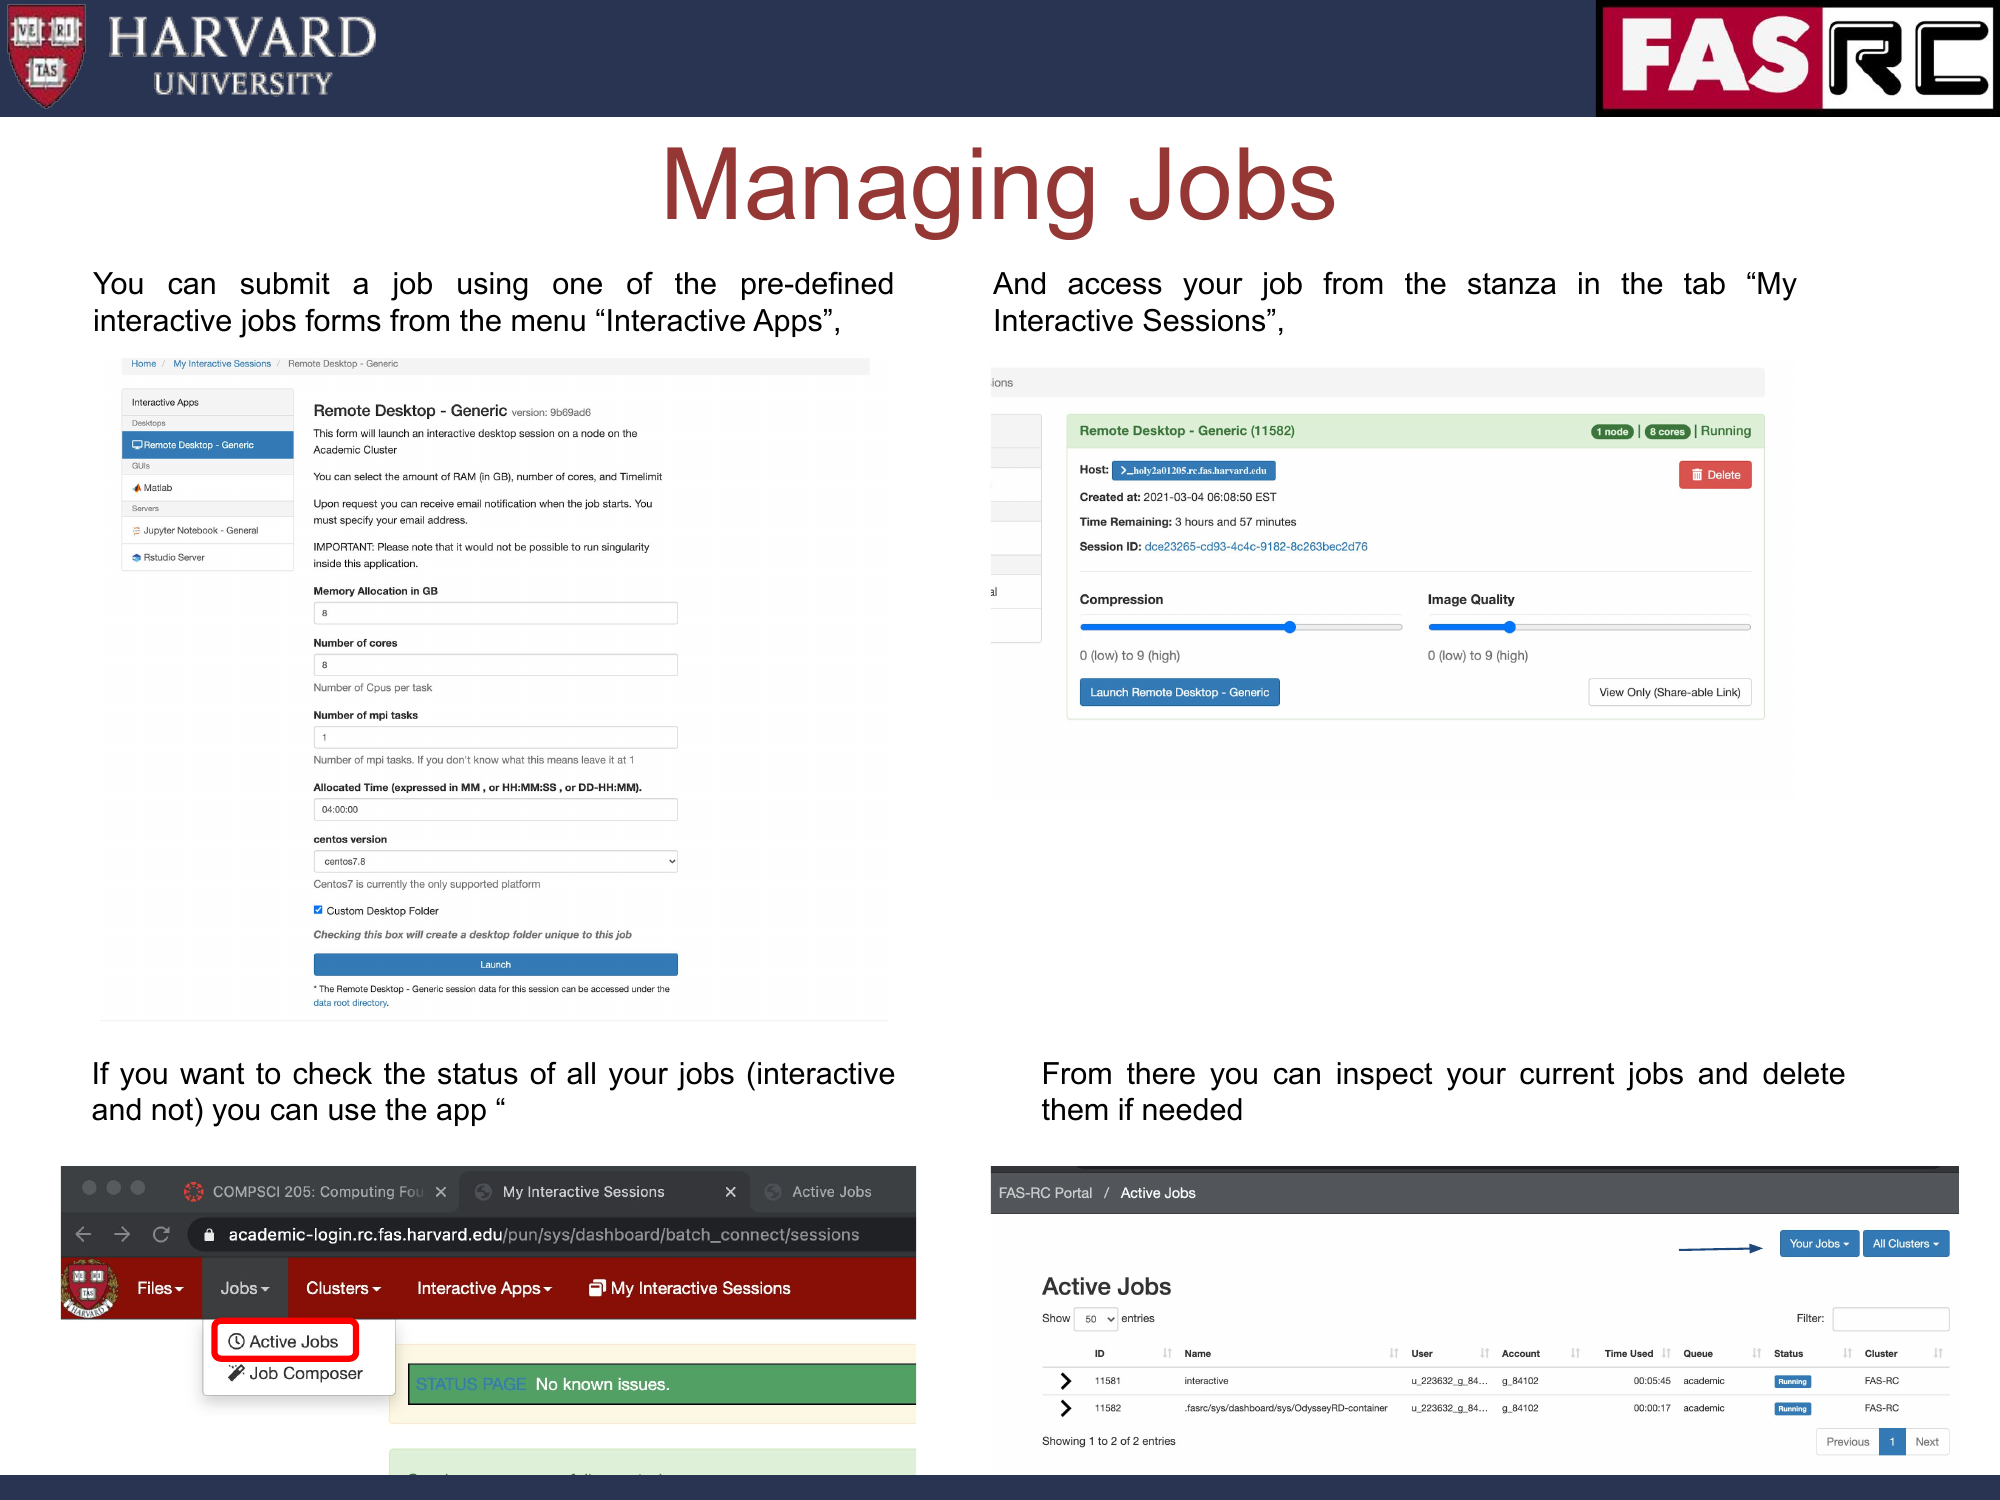 VE RI
TAS
HARVARD
UNIVERSITY
FASRC
Managing Jobs
You can submit a job using one of the pre-defined
interactive jobs forms from the menu “Interactive Apps”,
And access your job from the stanza in the tab “My
Interactive Sessions”,
Home / My Interactive Sessions / Remote Desktop - Generic
Interactive Apps
Desktops
Remote Desktop - Generic
GUIs
Matlab
Servers
Jupyter Notebook - General
Rstudio Server
Remote Desktop - Generic version: 9b69ad6
This form will launch an interactive desktop session on a node on the
Academic Cluster
You can select the amount of RAM (in GB), number of cores, and Timelimit
Upon request you can receive email notification when the job starts. You
must specify your email address.
IMPORTANT: Please note that it would not be possible to run singularity
inside this application.
Memory Allocation in GB
8
Number of cores
8
Number of Cpus per task
Number of mpi tasks
1
Number of mpi tasks. If you don't know what this means leave it at 1
Allocated Time (expressed in MM , or HH:MM:SS , or DD-HH:MM).
04:00:00
centos version
centos7.8
Centos7 is currently the only supported platform
Custom Desktop Folder
Checking this box will create a desktop folder unique to this job
Launch
* The Remote Desktop - Generic session data for this session can be accessed under the
data root directory.
ions
al
Remote Desktop - Generic (11582)
1 node | 8 cores | Running
Host: >_holy2a01205.rc.fas.harvard.edu
Delete
Created at: 2021-03-04 06:08:50 EST
Time Remaining: 3 hours and 57 minutes
Session ID: dce23265-cd93-4c4c-9182-8c263bec2d76
Compression
Image Quality
0 (low) to 9 (high)
0 (low) to 9 (high)
Launch Remote Desktop - Generic
View Only (Share-able Link)
If you want to check the status of all your jobs (interactive
and not) you can use the app “
From there you can inspect your current jobs and delete
them if needed
COMPSCI 205: Computing Fou
My Interactive Sessions
Active Jobs
academic-login.rc.fas.harvard.edu/pun/sys/dashboard/batch_connect/sessions
Files Jobs Clusters Interactive Apps My Interactive Sessions
Active Jobs
Job Composer
STATUS PAGE No known issues.
FAS-RC Portal / Active Jobs
Your Jobs
All Clusters
Active Jobs
Show 50 entries
Filter:
ID Name User Account Time Used Queue Status Cluster
11581 interactive u_223632_g_84... g_84102 00:05:45 academic Running FAS-RC
11582 .fasrc/sys/dashboard/sys/OdysseyRD-container u_223632_g_84... g_84102 00:00:17 academic Running FAS-RC
Showing 1 to 2 of 2 entries
Previous 1 Next